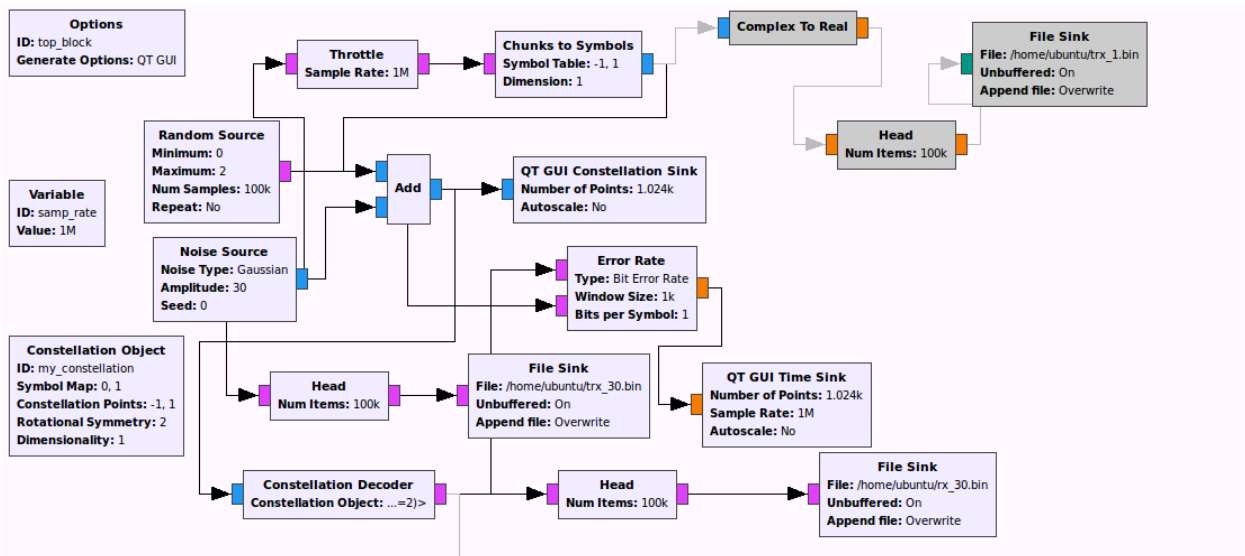 Options
ID: top_block
Generate Options: QT GUI
Throttle
Sample Rate: 1M
Chunks to Symbols
Symbol Table: -1, 1
Dimension: 1
Complex To Real
File Sink
File: /home/ubuntu/trx_1.bin
Unbuffered: On
Append file: Overwrite
Head
Num Items: 100k
Random Source
Minimum: 0
Maximum: 2
Num Samples: 100k
Repeat: No
Add
QT GUI Constellation Sink
Number of Points: 1.024k
Autoscale: No
Variable
ID: samp_rate
Value: 1M
Noise Source
Noise Type: Gaussian
Amplitude: 30
Seed: 0
Error Rate
Type: Bit Error Rate
Window Size: 1k
Bits per Symbol: 1
Constellation Object
ID: my_constellation
Symbol Map: 0, 1
Constellation Points: -1, 1
Rotational Symmetry: 2
Dimensionality: 1
Head
Num Items: 100k
File Sink
File: /home/ubuntu/trx_30.bin
Unbuffered: On
Append file: Overwrite
QT GUI Time Sink
Number of Points: 1.024k
Sample Rate: 1M
Autoscale: No
Constellation Decoder
Constellation Object: ...=2)>
Head
Num Items: 100k
File Sink
File: /home/ubuntu/rx_30.bin
Unbuffered: On
Append file: Overwrite